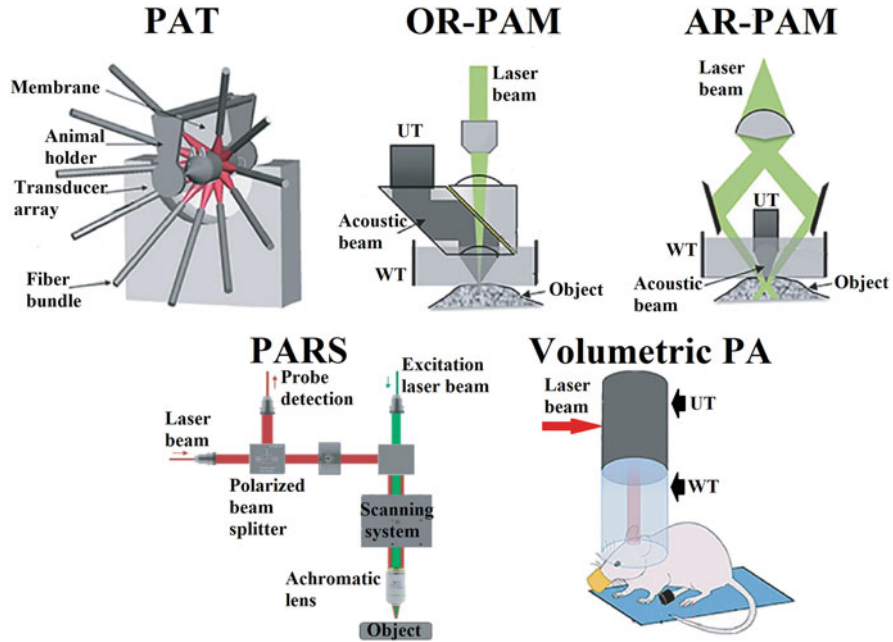 PAT
Membrane
Animal
holder
Transducer
array
Fiber
bundle
OR-PAM
Laser
beam
UT
Acoustic
beam
WT
Object
AR-PAM
Laser
beam
UT
WT
Acoustic
beam
Object
PARS
Probe
detection
Excitation
laser beam
Laser
beam
Polarized
beam
splitter
Scanning
system
Achromatic
lens
Object
Volumetric PA
Laser
beam
UT
WT